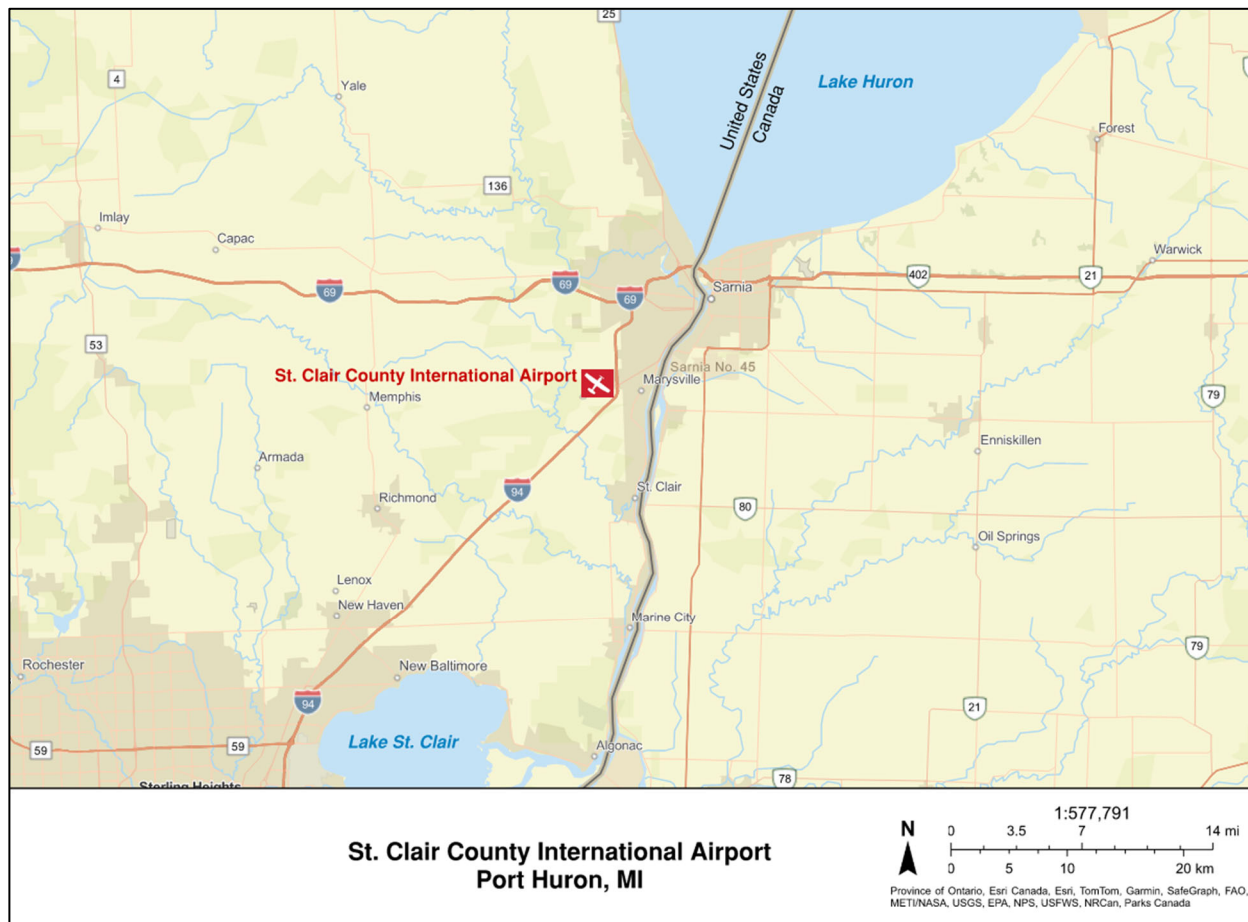 25
4
Yale
United States
Canada
Lake Huron
Forest
136
Imlay
Capac
Warwick
69
69
69
402
21
Sarnia
53
Sarnia No. 45
St. Clair County International Airport
Marysville
Memphis
79
Enniskillen
Armada
94
St. Clair
Richmond
80
Oil Springs
Lenox
New Haven
Marine City
79
Rochester
New Baltimore
94
21
59
59
Lake St. Clair
Algonac
78
Sterling Heights
St. Clair County International Airport
Port Huron, MI
N
1:577,791
0 3.5 7 14 mi
0 5 10 20 km
Province of Ontario, Esri Canada, Esri, TomTom, Garmin, SafeGraph, FAO,
METI/NASA, USGS, EPA, NPS, USFWS, NRCan, Parks Canada